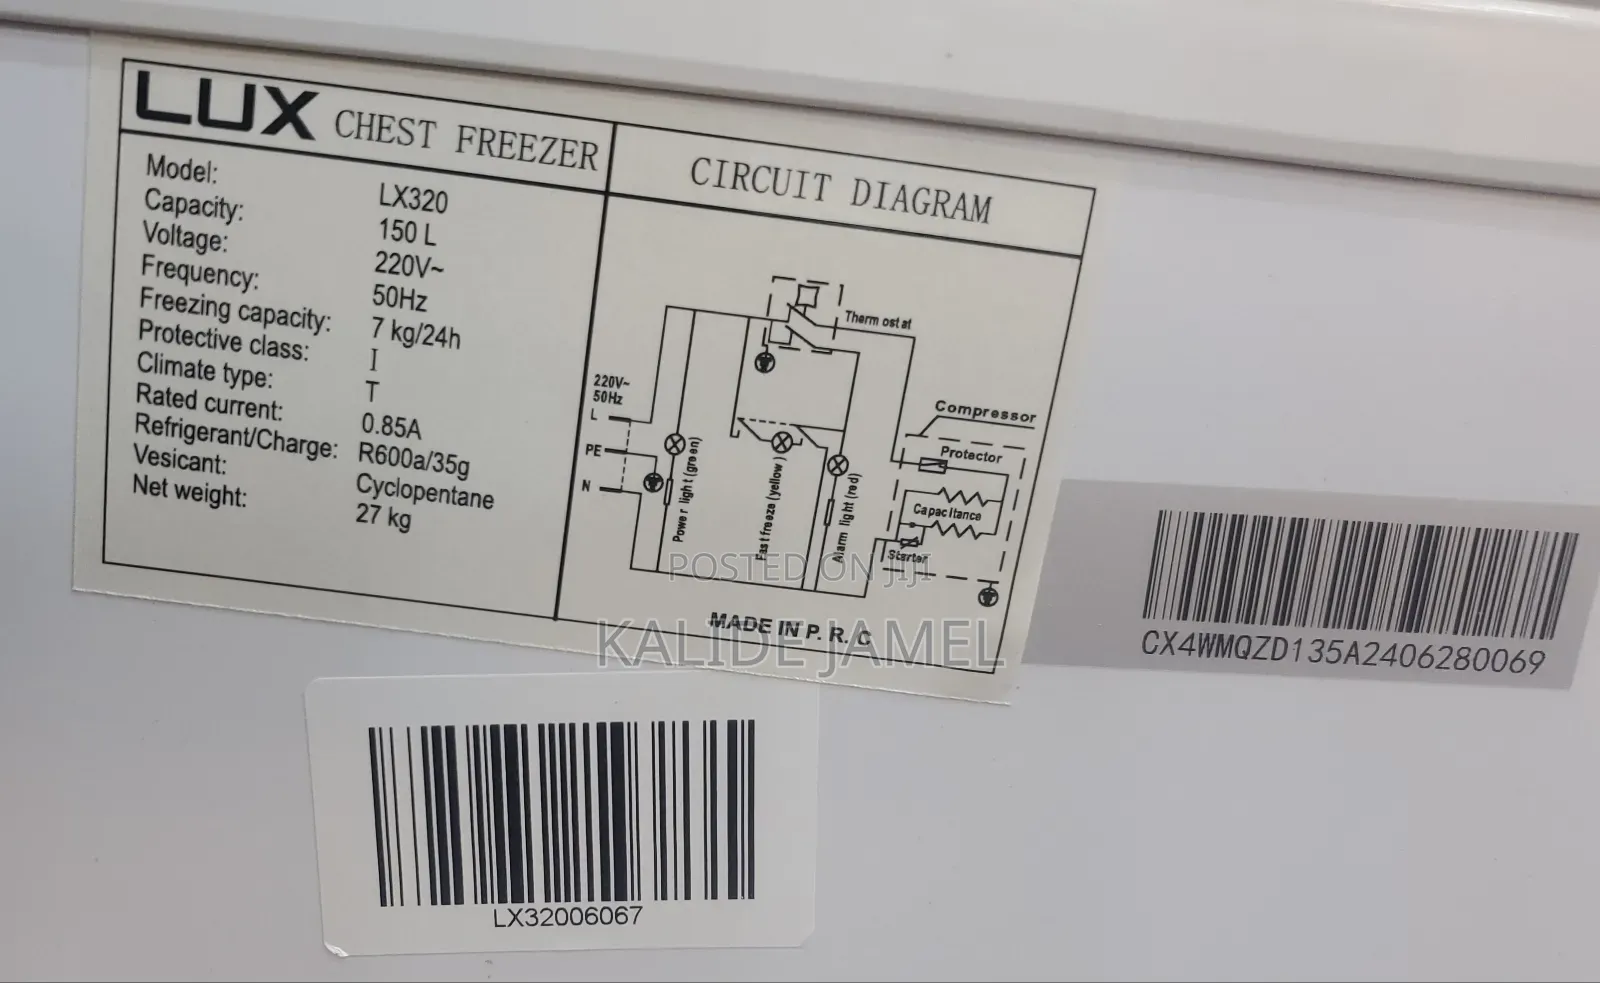 LUX CHEST FREEZER
Model: LX320
Capacity: 150 L
Voltage: 220V~
Frequency: 50Hz
Freezing capacity: 7 kg/24h
Protective class: I
Climate type: T
Rated current: 0.85A
Refrigerant/Charge: R600a/35g
Vesicant: Cyclopentane
Net weight: 27 kg
CIRCUIT DIAGRAM
Thermostat
220V~
50Hz
L
PE
N
Power light (green)
Fast freeze (yellow)
Alarm light (red)
Compressor
Protector
Capacitance
Starter
MADE IN P. R. C
POSTED ON JIJI
KALIDE JAMEL
CX4WMQZD135A2406280069
LX32006067